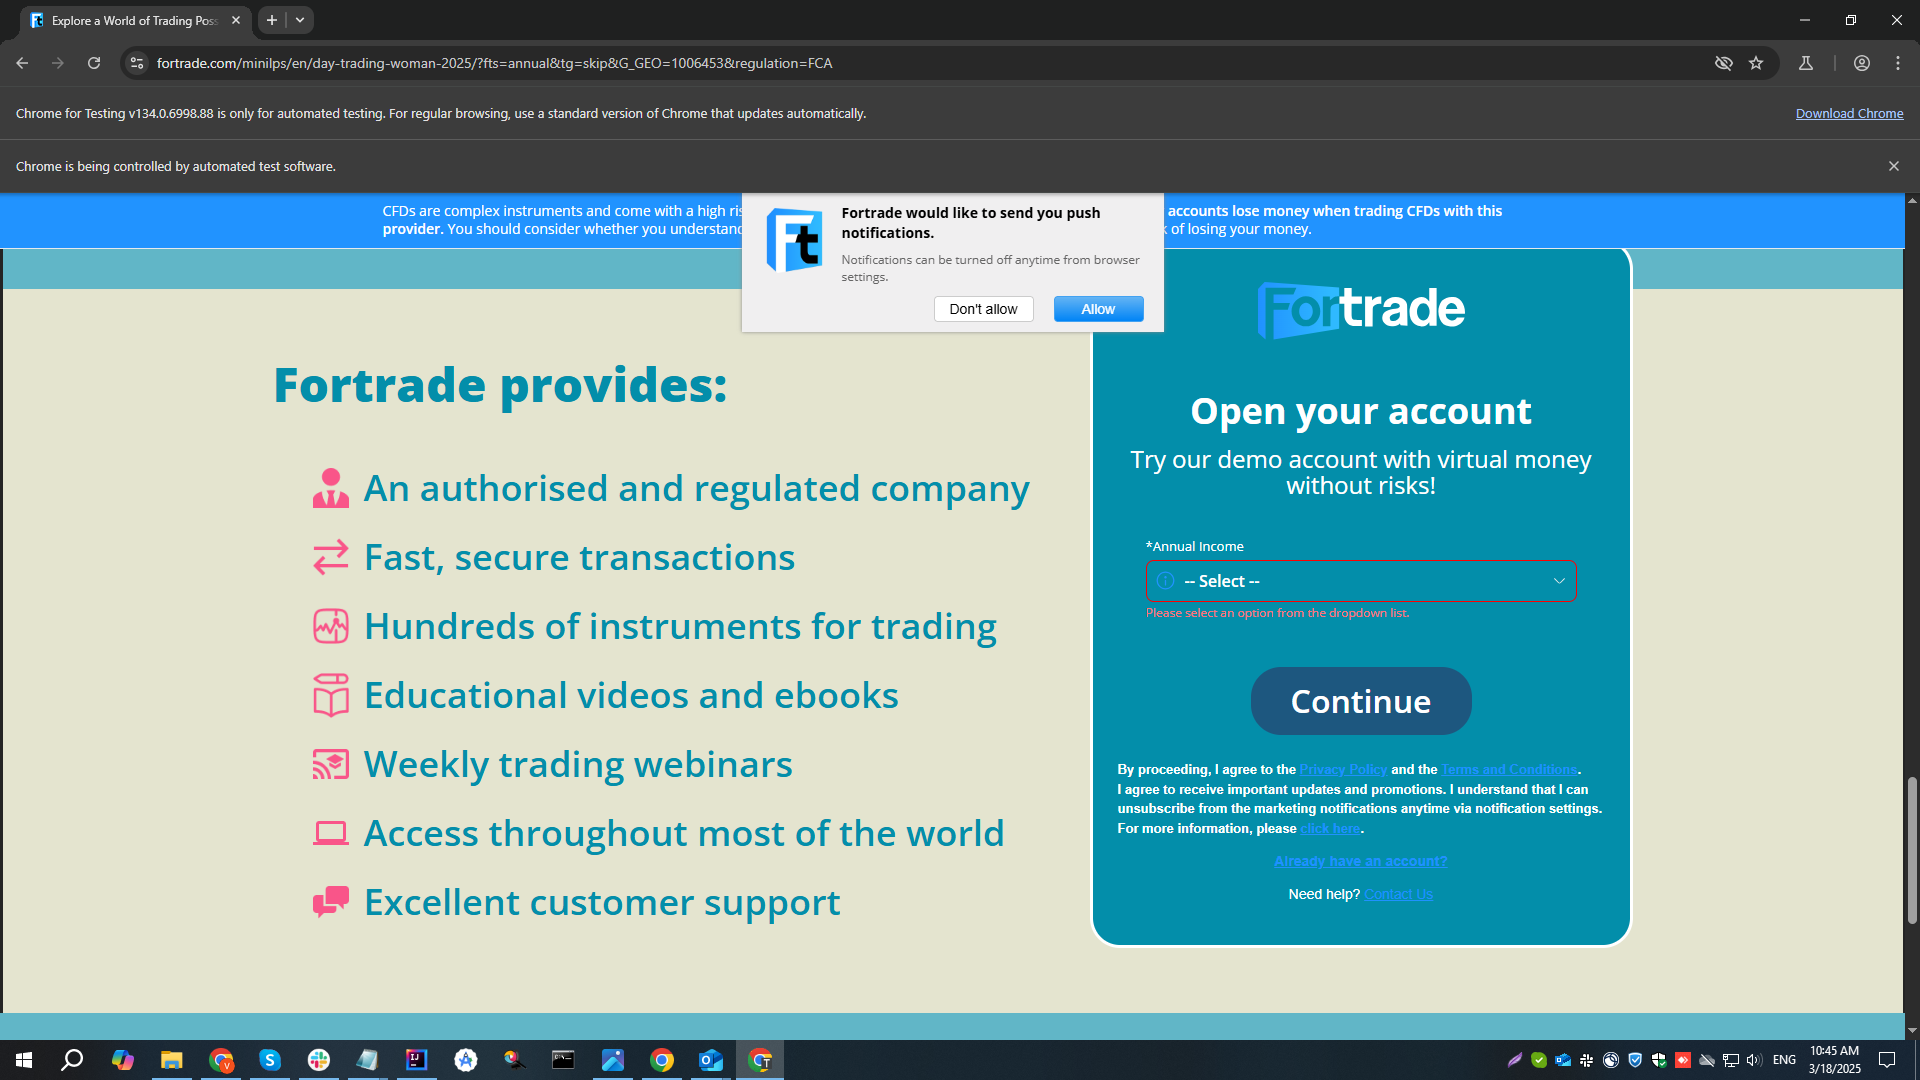 Explore a World of Trading Poss
fortrade.com/minilps/en/day-trading-woman-2025/?fts=annual&tg=skip&G_GEO=1006453&regulation=FCA
Chrome for Testing v134.0.6998.88 is only for automated testing. For regular browsing, use a standard version of Chrome that updates automatically.
Download Chrome
Chrome is being controlled by automated test software.
CFDs are complex instruments and come with a high ris
accounts lose money when trading CFDs with this
provider. You should consider whether you understand
of losing your money.
Fortrade would like to send you push
notifications.
Notifications can be turned off anytime from browser
settings.
Don't allow
Allow
Fortrade
Fortrade provides:
An authorised and regulated company
Fast, secure transactions
Hundreds of instruments for trading
Educational videos and ebooks
Weekly trading webinars
Access throughout most of the world
Excellent customer support
Open your account
Try our demo account with virtual money
without risks!
*Annual Income
-- Select --
Please select an option from the dropdown list.
Continue
By proceeding, I agree to the Privacy Policy and the Terms and Conditions.
I agree to receive important updates and promotions. I understand that I can
unsubscribe from the marketing notifications anytime via notification settings.
For more information, please click here.
Already have an account?
Need help? Contact Us
ENG
10:45 AM
3/18/2025